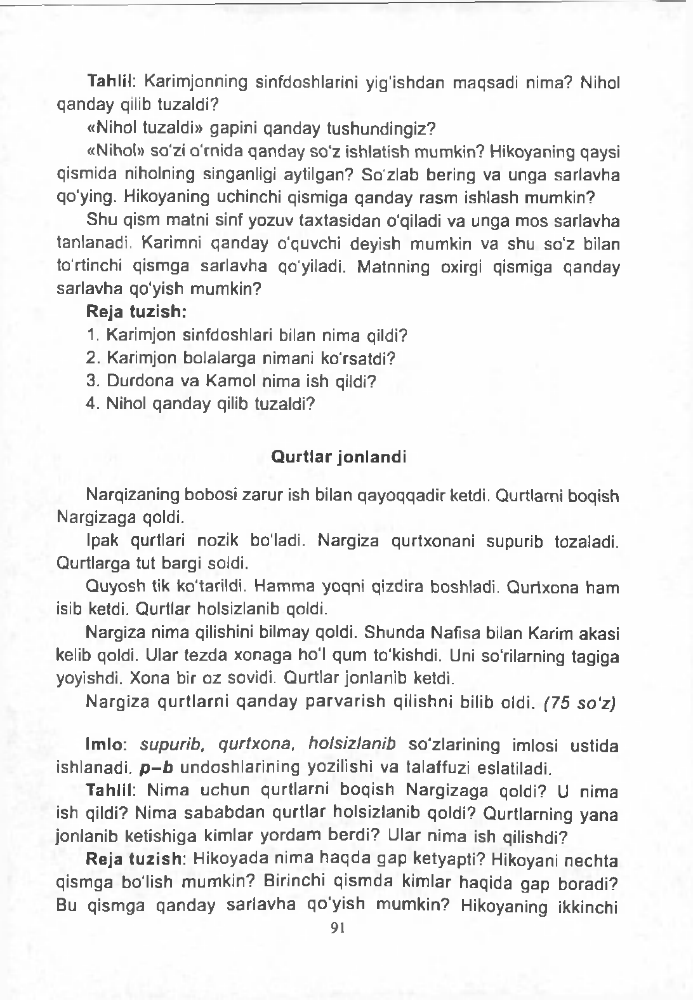 Tahlil: Karimjonning sinfdoshlarini yig'ishdan maqsadi nima? Nihol
qanday qilib tuzaldi?
«Nihol tuzaldi» gapini qanday tushundingiz?
«Nihol» so'zi o'rnida qanday so'z ishlatish mumkin? Hikoyaning qaysi
qismida niholning singanligi aytilgan? So'zlab bering va unga sarlavha
qo'ying. Hikoyaning uchinchi qismiga qanday rasm ishlash mumkin?
Shu qism matni sinf yozuv taxtasidan o'qiladi va unga mos sarlavha
tanlanadi. Karimni qanday o'quvchi deyish mumkin va shu so'z bilan
to'rtinchi qismga sarlavha qo'yiladi. Matnning oxirgi qismiga qanday
sarlavha qo'yish mumkin?
Reja tuzish:
1. Karimjon sinfdoshlari bilan nima qildi?
2. Karimjon bolalarga nimani ko'rsatdi?
3. Durdona va Kamol nima ish qildi?
4. Nihol qanday qilib tuzaldi?
Qurtlar jonlandi
Narqizaning bobosi zarur ish bilan qayoqqadir ketdi. Qurtlarni boqish
Nargizaga qoldi.
Ipak qurtlari nozik bo'ladi. Nargiza qurtxonani supurib tozaladi.
Qurtlarga tut bargi soldi.
Quyosh tik ko'tarildi. Hamma yoqni qizdira boshladi. Qurtxona ham
isib ketdi. Qurtlar holsizlanib qoldi.
Nargiza nima qilishini bilmay qoldi. Shunda Nafisa bilan Karim akasi
kelib qoldi. Ular tezda xonaga ho'l qum to'kishdi. Uni so'rilarning tagiga
yoyishdi. Xona bir oz sovidi. Qurtlar jonlanib ketdi.
Nargiza qurtlarni qanday parvarish qilishni bilib oldi. (75 so'z)
Imlo: supurib, qurtxona, holsizlanib so'zlarining imlosi ustida
ishlanadi. p–b undoshlarining yozilishi va talaffuzi eslatiladi.
Tahlil: Nima uchun qurtlarni boqish Nargizaga qoldi? U nima
ish qildi? Nima sababdan qurtlar holsizlanib qoldi? Qurtlarning yana
jonlanib ketishiga kimlar yordam berdi? Ular nima ish qilishdi?
Reja tuzish: Hikoyada nima haqda gap ketyapti? Hikoyani nechta
qismga bo'lish mumkin? Birinchi qismda kimlar haqida gap boradi?
Bu qismga qanday sarlavha qo'yish mumkin? Hikoyaning ikkinchi
91